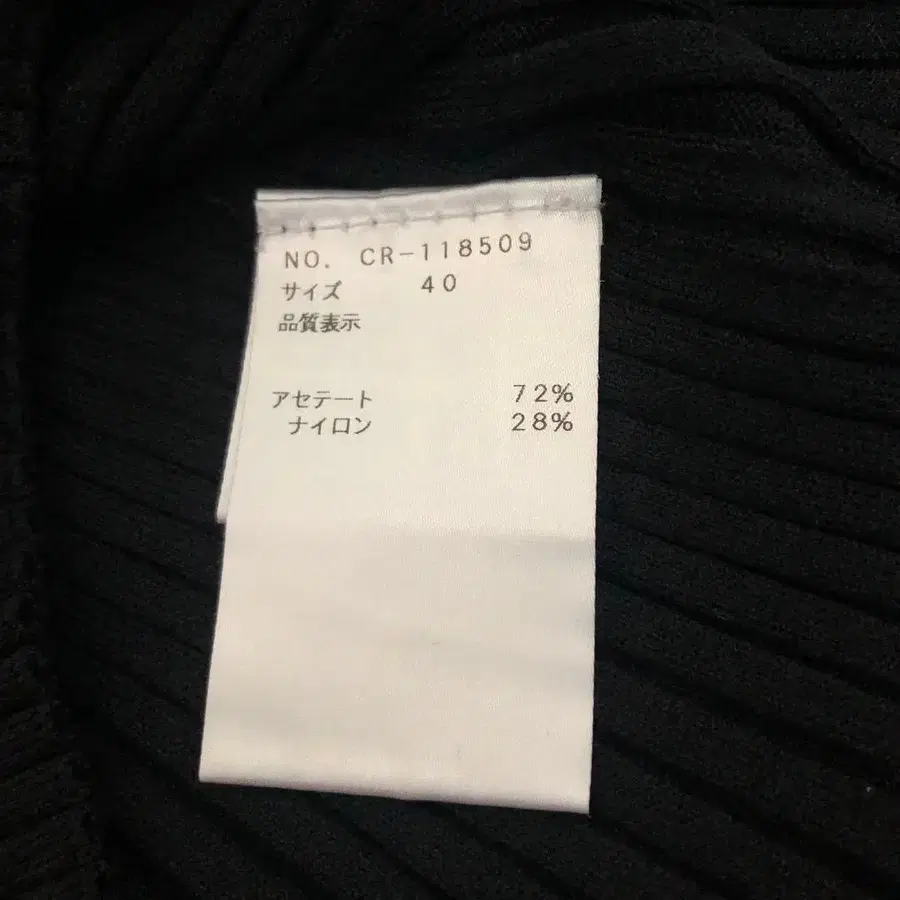 NO. CR-118509
サイズ 40
品質表示
アセテート 72%
ナイロン 28%